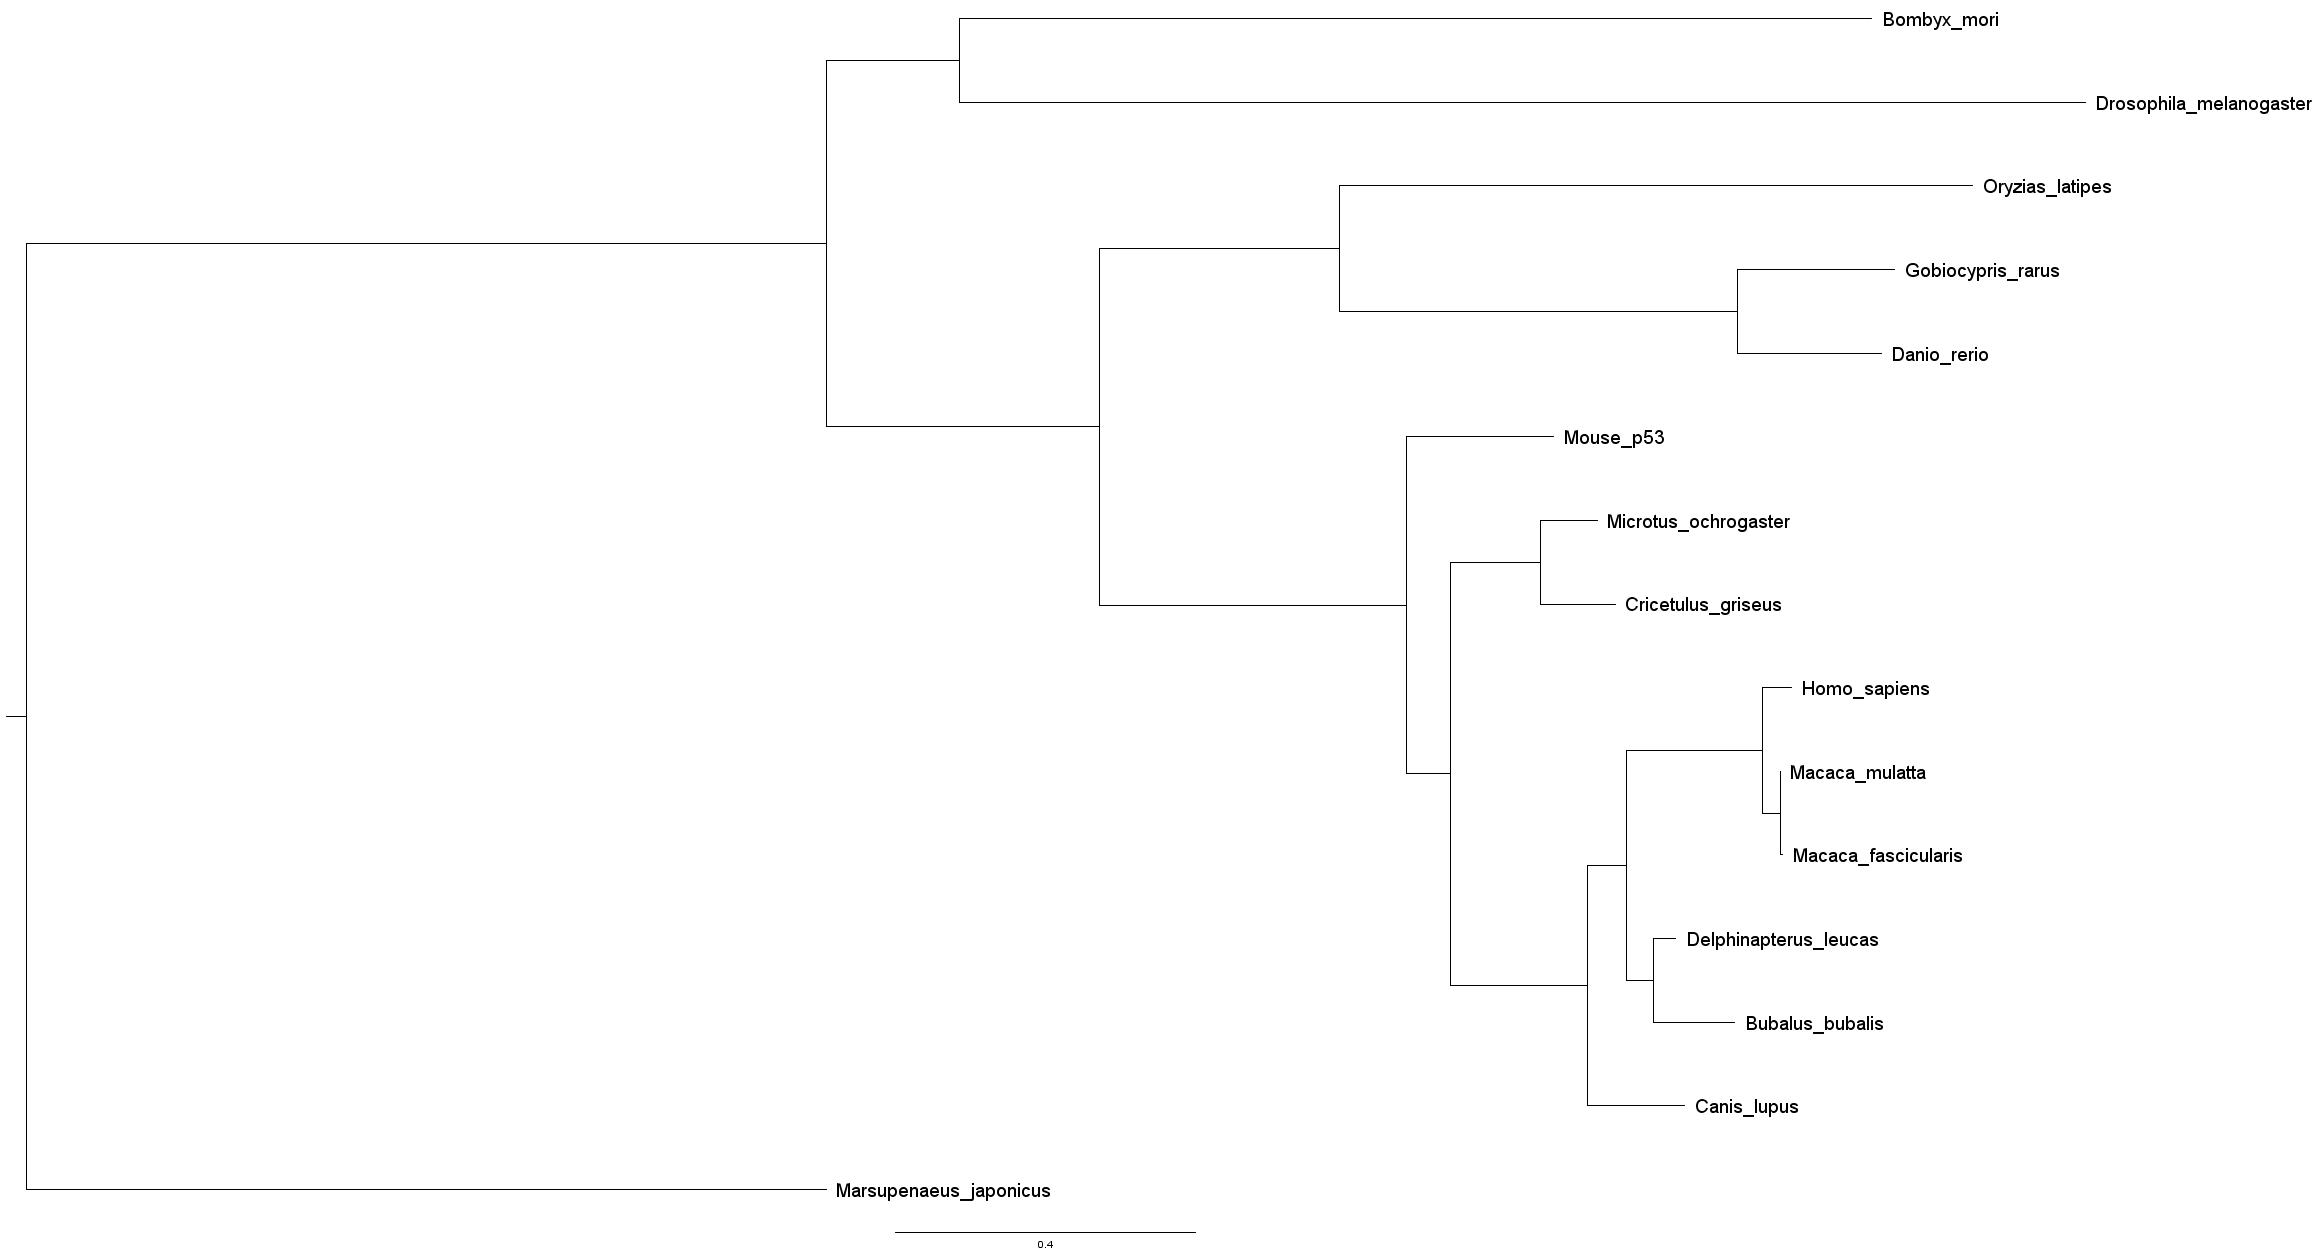 Bombyx_mori
Drosophila_melanogaster
Oryzias_latipes
Gobiocypris_rarus
Danio_rerio
Mouse_p53
Microtus_ochrogaster
Cricetulus_griseus
Homo_sapiens
Macaca_mulatta
Macaca_fascicularis
Delphinapterus_leucas
Bubalus_bubalis
Canis_lupus
Marsupenaeus_japonicus
0.4